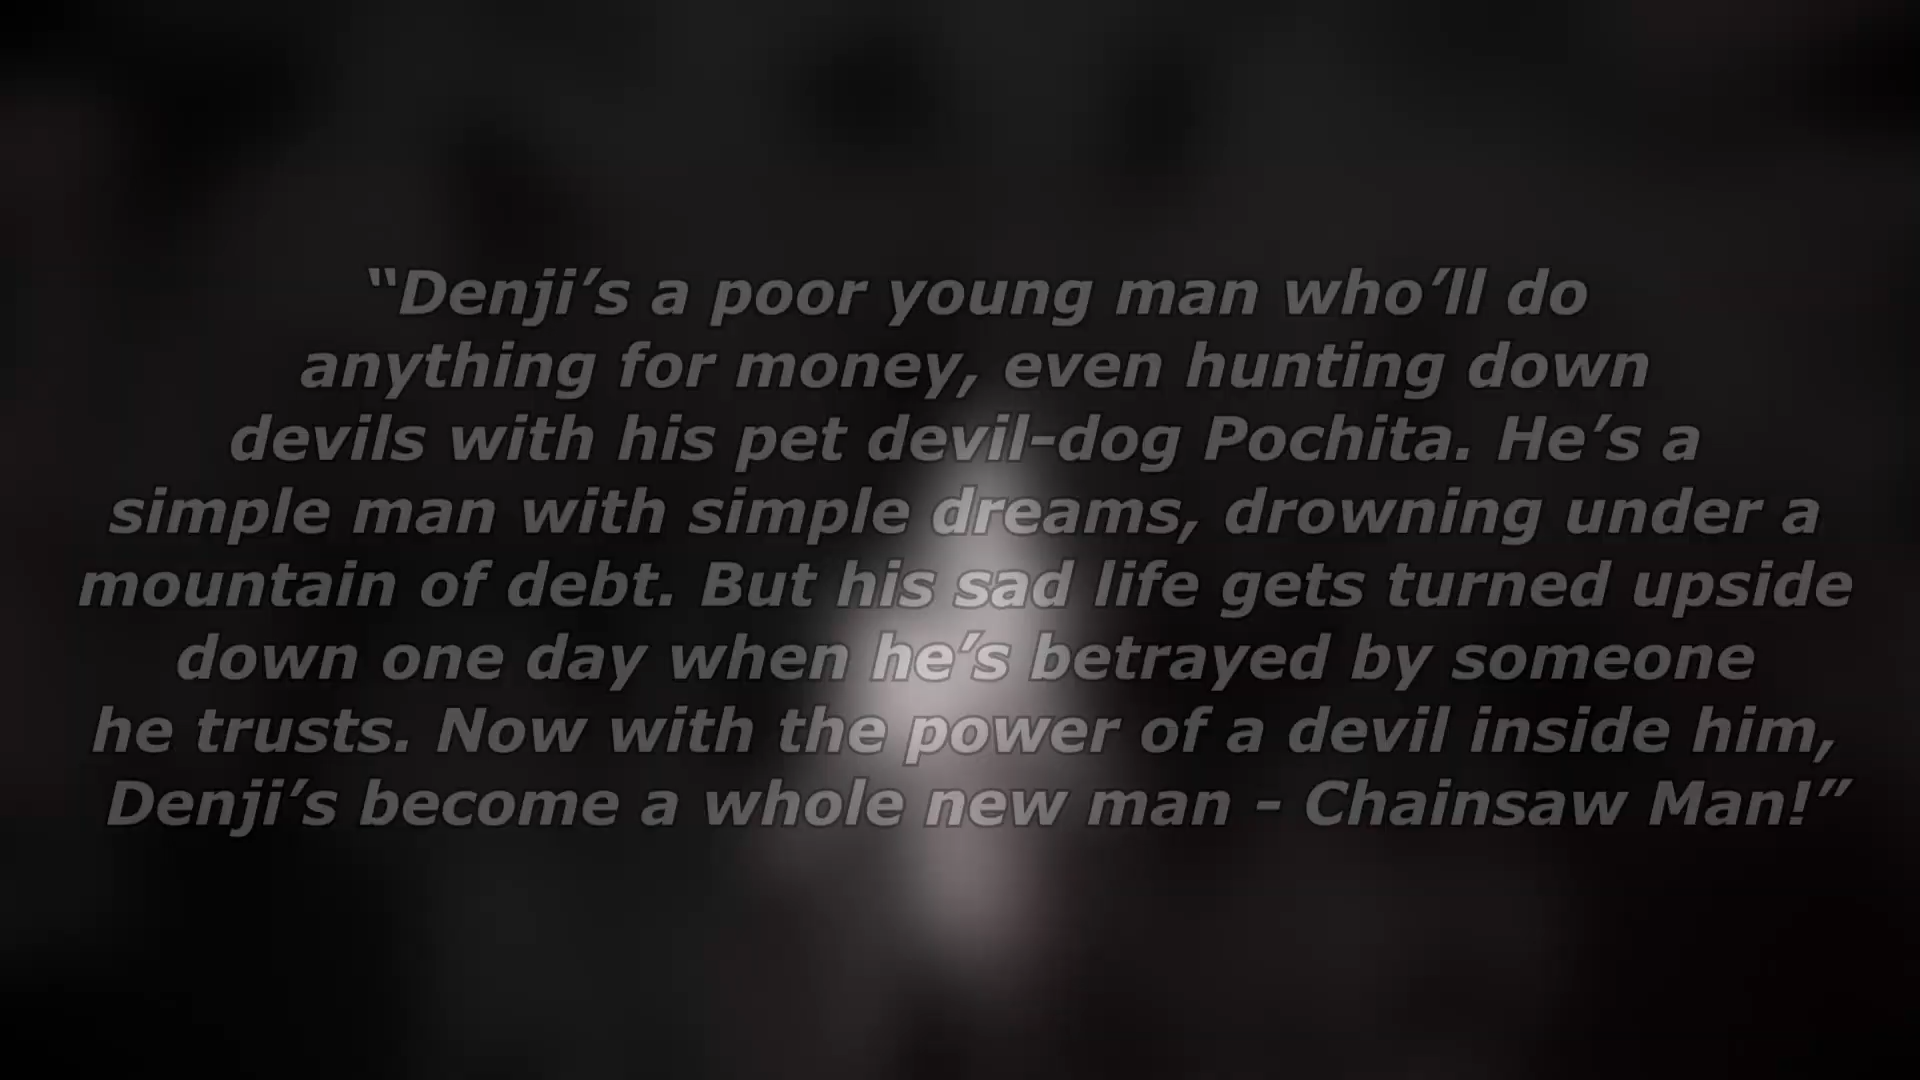 “Denji’s a poor young man who’ll do
anything for money, even hunting down
devils with his pet devil-dog Pochita. He’s a
simple man with simple dreams, drowning under a
mountain of debt. But his sad life gets turned upside
down one day when he’s betrayed by someone
he trusts. Now with the power of a devil inside him,
Denji’s become a whole new man - Chainsaw Man!”